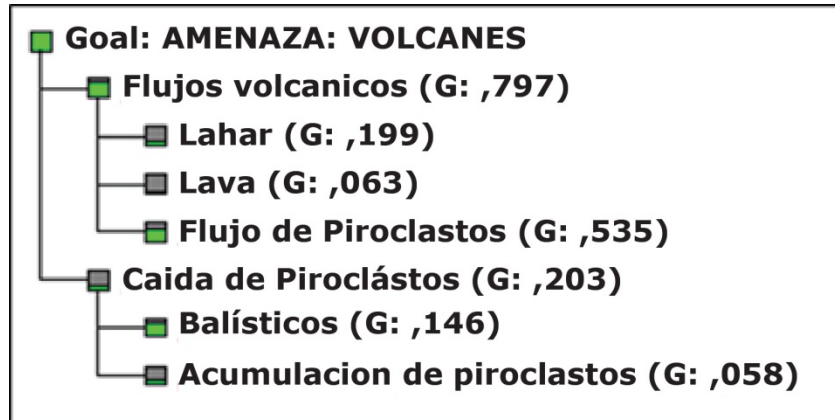 Goal: AMENAZA: VOLCANES
Flujos volcanicos (G: ,797)
Lahar (G: ,199)
Lava (G: ,063)
Flujo de Piroclastos (G: ,535)
Caida de Piroclástos (G: ,203)
Balísticos (G: ,146)
Acumulacion de piroclastos (G: ,058)